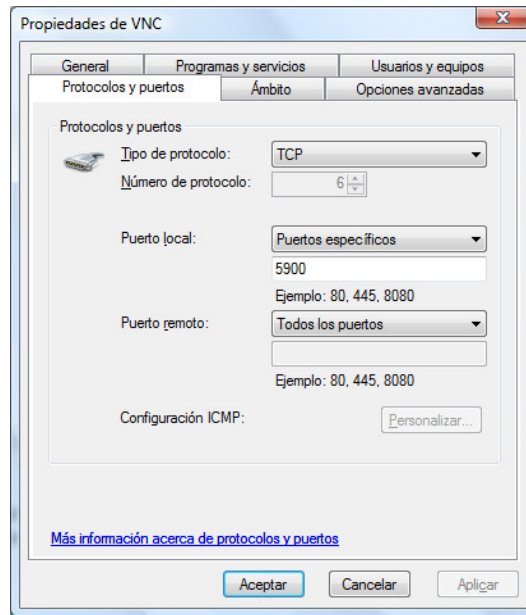 Propiedades de VNC
General Programas y servicios Usuarios y equipos
Protocolos y puertos Ámbito Opciones avanzadas
Protocolos y puertos
Tipo de protocolo: TCP
Número de protocolo: 6
Puerto local: Puertos específicos
5900
Ejemplo: 80, 445, 8080
Puerto remoto: Todos los puertos
Ejemplo: 80, 445, 8080
Configuración ICMP: Personalizar...
Más información acerca de protocolos y puertos
Aceptar Cancelar Aplicar